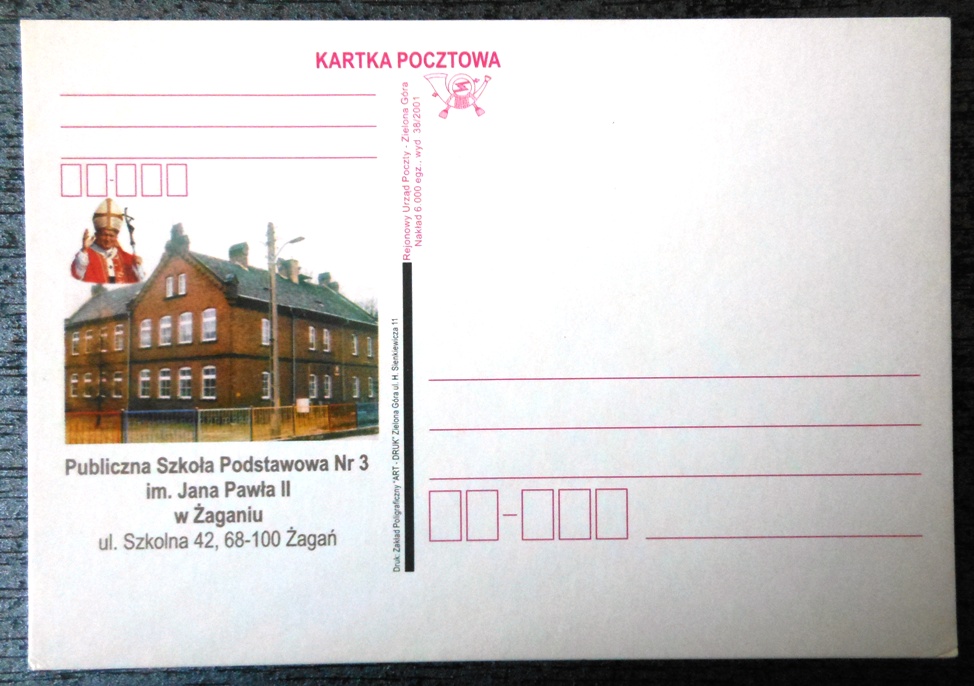 KARTKA POCZTOWA
Rejonowy Urząd Poczty - Zielona Góra
Nakład 6.000 egz., wyd 38/2001
Publiczna Szkoła Podstawowa Nr 3
im. Jana Pawła II
w Żaganiu
ul. Szkolna 42, 68-100 Żagań
Druk: Zakład Poligraficzny "ART - DRUK" Zielona Góra ul. H. Sienkiewicza 11